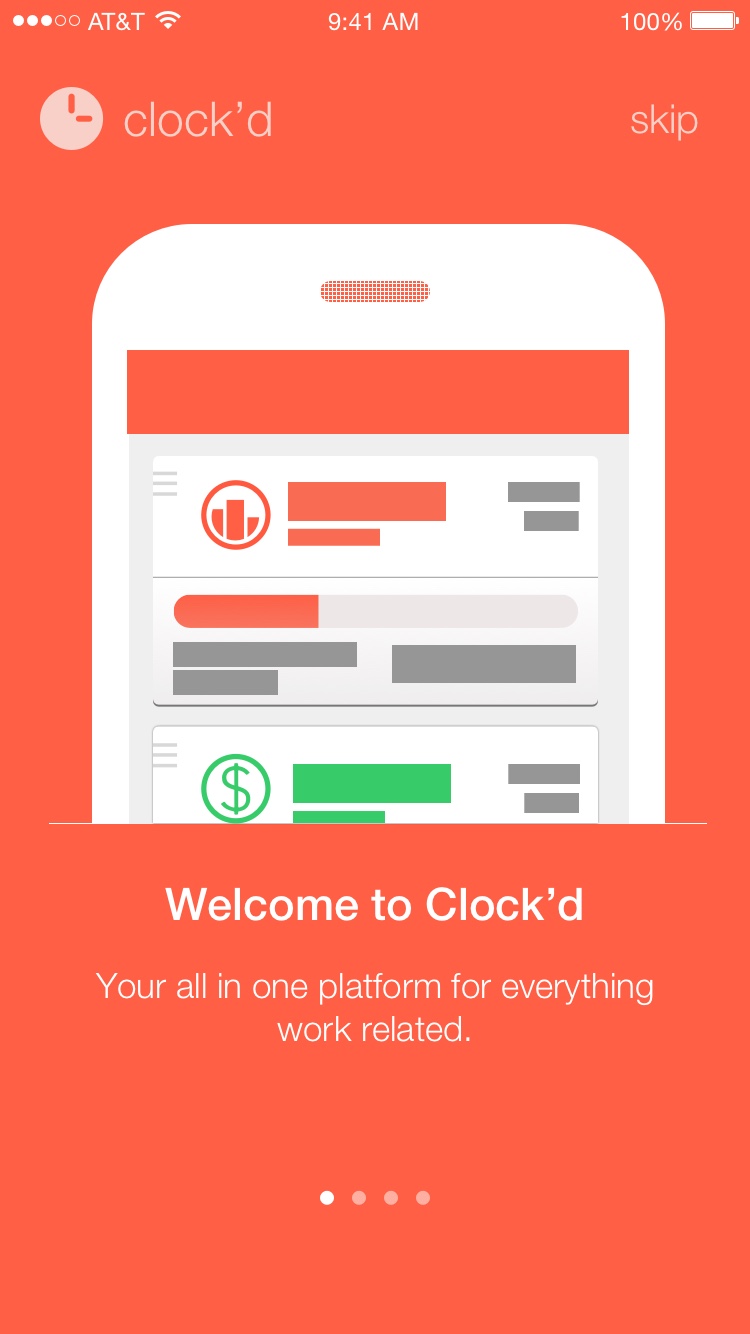 AT&T 9:41 AM 100%
clock’d skip
Welcome to Clock’d
Your all in one platform for everything
work related.